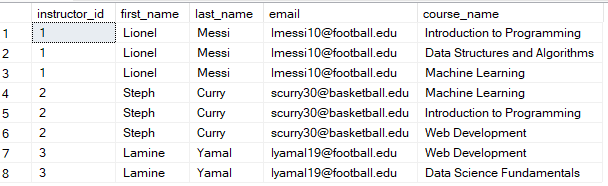 instructor_id first_name last_name email course_name
1 1 Lionel Messi lmessi10@football.edu Introduction to Programming
2 1 Lionel Messi lmessi10@football.edu Data Structures and Algorithms
3 1 Lionel Messi lmessi10@football.edu Machine Learning
4 2 Steph Curry scurry30@basketball.edu Machine Learning
5 2 Steph Curry scurry30@basketball.edu Introduction to Programming
6 2 Steph Curry scurry30@basketball.edu Web Development
7 3 Lamine Yamal lyamal19@football.edu Web Development
8 3 Lamine Yamal lyamal19@football.edu Data Science Fundamentals